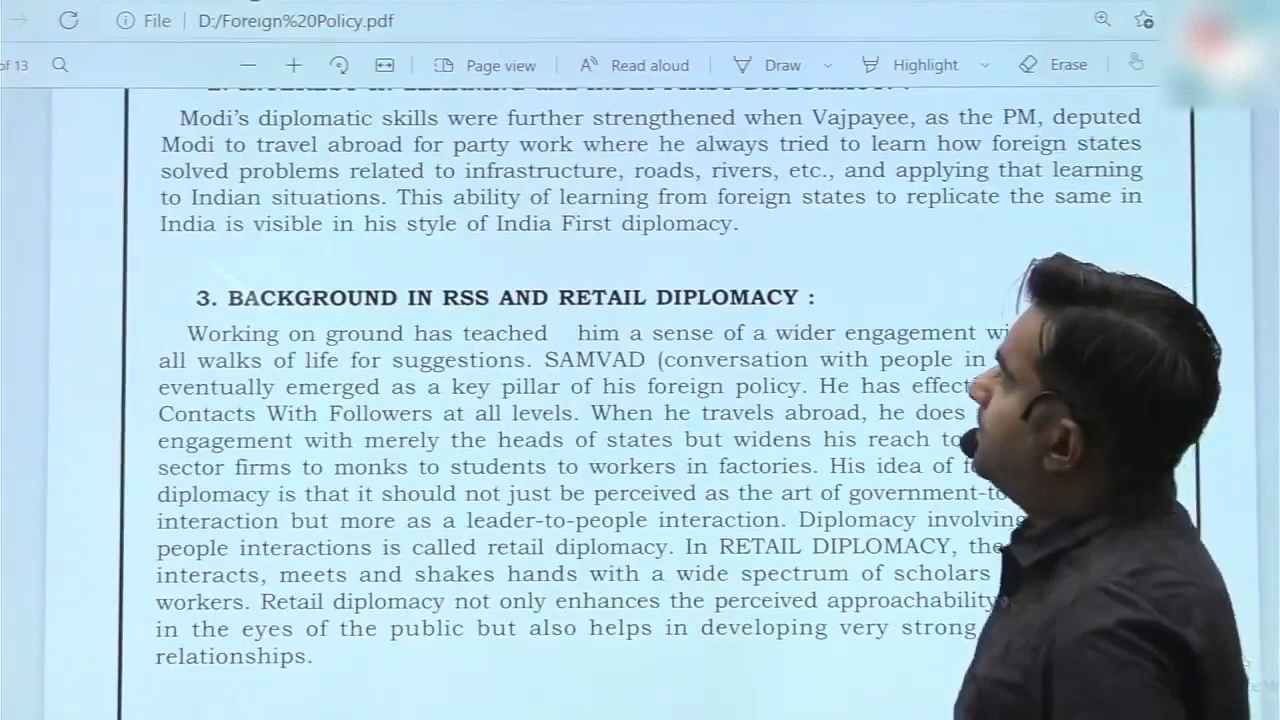 File D:/Foreign%20Policy.pdf
of 13 Page view Read aloud Draw Highlight Erase
Modi's diplomatic skills were further strengthened when Vajpayee, as the PM, deputed
Modi to travel abroad for party work where he always tried to learn how foreign states
solved problems related to infrastructure, roads, rivers, etc., and applying that learning
to Indian situations. This ability of learning from foreign states to replicate the same in
India is visible in his style of India First diplomacy.
3. BACKGROUND IN RSS AND RETAIL DIPLOMACY :
Working on ground has teached him a sense of a wider engagement
all walks of life for suggestions. SAMVAD (conversation with people in
eventually emerged as a key pillar of his foreign policy. He has
Contacts With Followers at all levels. When he travels abroad, he does
engagement with merely the heads of states but widens his reach to
sector firms to monks to students to workers in factories. His idea of
diplomacy is that it should not just be perceived as the art of government-to
interaction but more as a leader-to-people interaction. Diplomacy involving
people interactions is called retail diplomacy. In RETAIL DIPLOMACY, the
interacts, meets and shakes hands with a wide spectrum of scholars
workers. Retail diplomacy not only enhances the perceived approachability
in the eyes of the public but also helps in developing very strong
relationships.